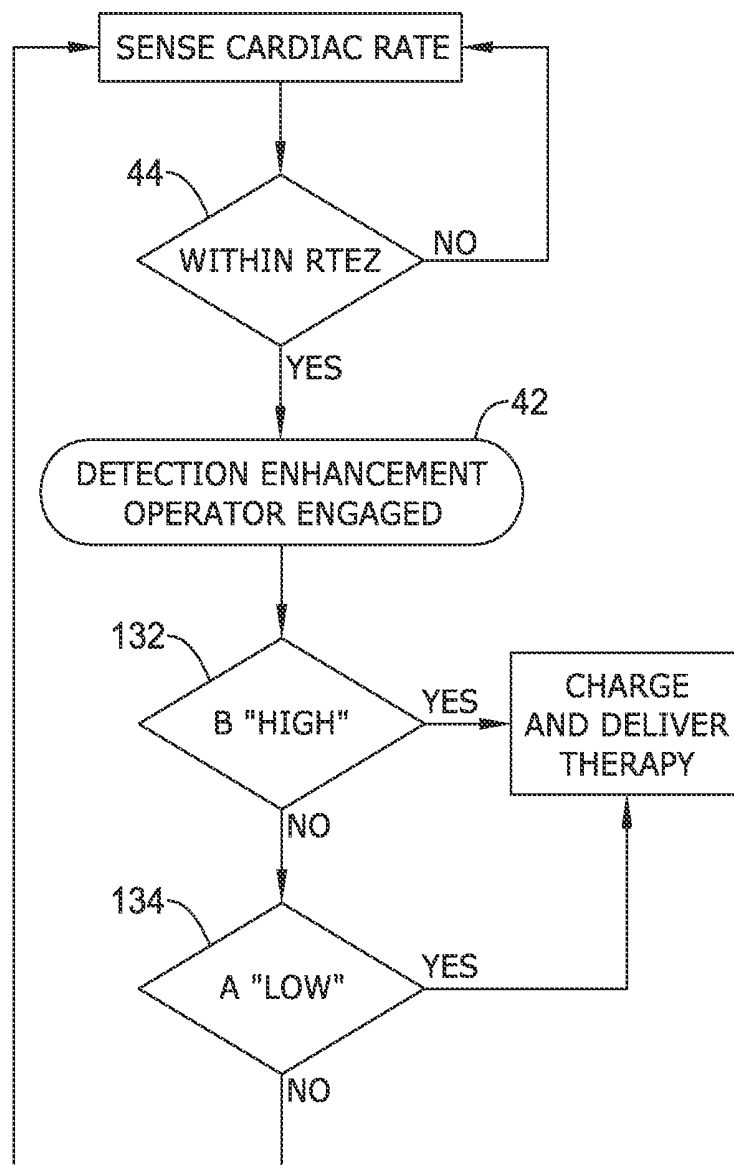 SENSE CARDIAC RATE
44
WITHIN RTEZ
NO
YES
42
DETECTION ENHANCEMENT
OPERATOR ENGAGED
132
B "HIGH"
YES
CHARGE
AND DELIVER
THERAPY
NO
134
A "LOW"
YES
NO